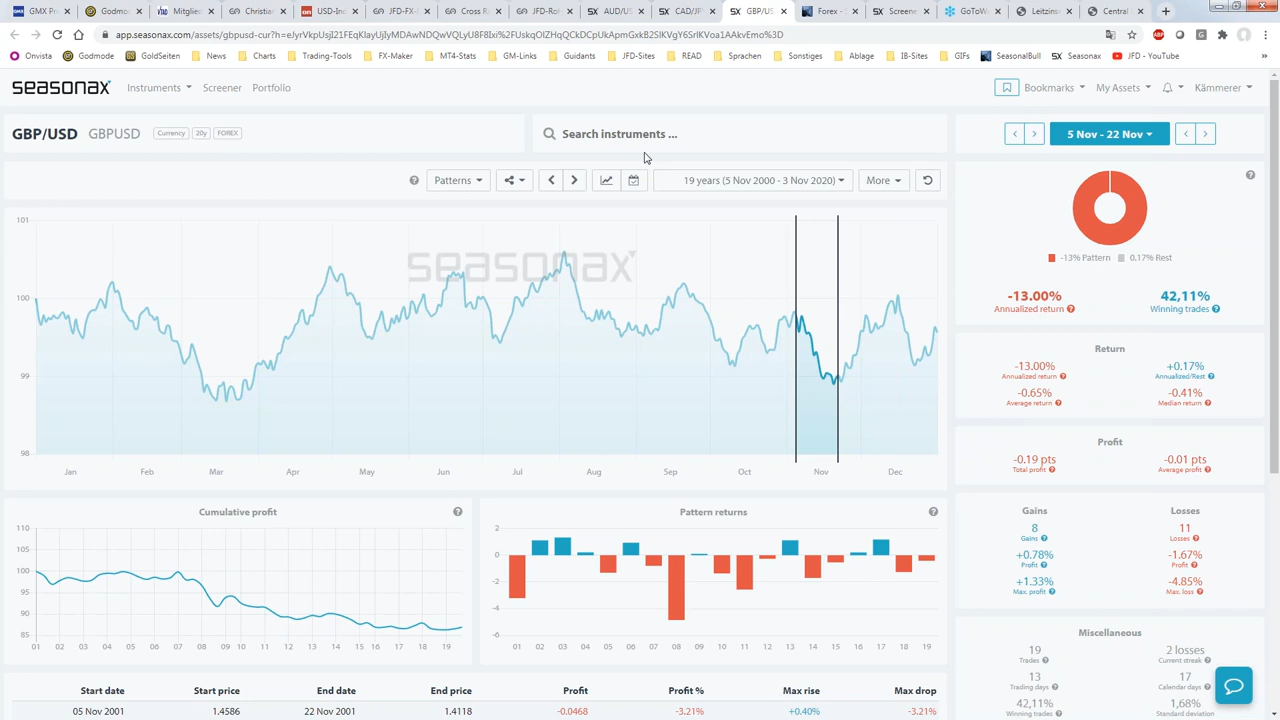 GMX Pr
Godmod
Mitglied
Christian
USD-Ind
JFD-FX-
Cross Ra
JFD-Rol
AUD/US
CAD/JP
GBP/US
Forex -
Screene
GoToW
Leitzins
Central
app.seasonax.com/assets/gbpusd-cur?h=
Onvista
Godmode
GoldSeiten
News
Charts
Trading-Tools
FX-Maker
MT4-Stats
GM-Links
Guidants
JFD-Sites
READ
Sprachen
Sonstiges
Ablage
IB-Sites
GIFs
SeasonalBull
Seasonax
JFD - YouTube
seasonax Instruments Screener Portfolio
Bookmarks My Assets Kämmerer
GBP/USD GBPUSD Currency 20y FOREX
Search instruments ...
5 Nov - 22 Nov
Patterns
19 years (5 Nov 2000 - 3 Nov 2020)
More
101
100
99
98
seasonax
Jan Feb Mar Apr May Jun Jul Aug Sep Oct Nov Dec
-13% Pattern 0.17% Rest
-13.00% 42,11%
Annualized return Winning trades
Return
-13.00% +0.17%
Annualized return Annualized/Rest
-0.65% -0.41%
Average return Median return
Profit
-0.19 pts -0.01 pts
Total profit Average profit
Gains Losses
8 11
Gains Losses
+0.78% -1.67%
Profit Profit
+1.33% -4.85%
Max. profit Max. loss
Miscellaneous
19 2 losses
Trades Current streak
13 17
Trading days Calendar days
42,11% 1,68%
Winning trades Standard deviation
Cumulative profit
110
105
100
95
90
85
01 02 03 04 05 06 07 08 09 10 11 12 13 14 15 16 17 18 19
Pattern returns
2
0
-2
-4
-6
01 02 03 04 05 06 07 08 09 10 11 12 13 14 15 16 17 18 19
Start date Start price End date End price Profit Profit % Max rise Max drop
05 Nov 2001 1.4586 22 Nov 2001 1.4118 -0.0468 -3.21% +0.40% -3.21%